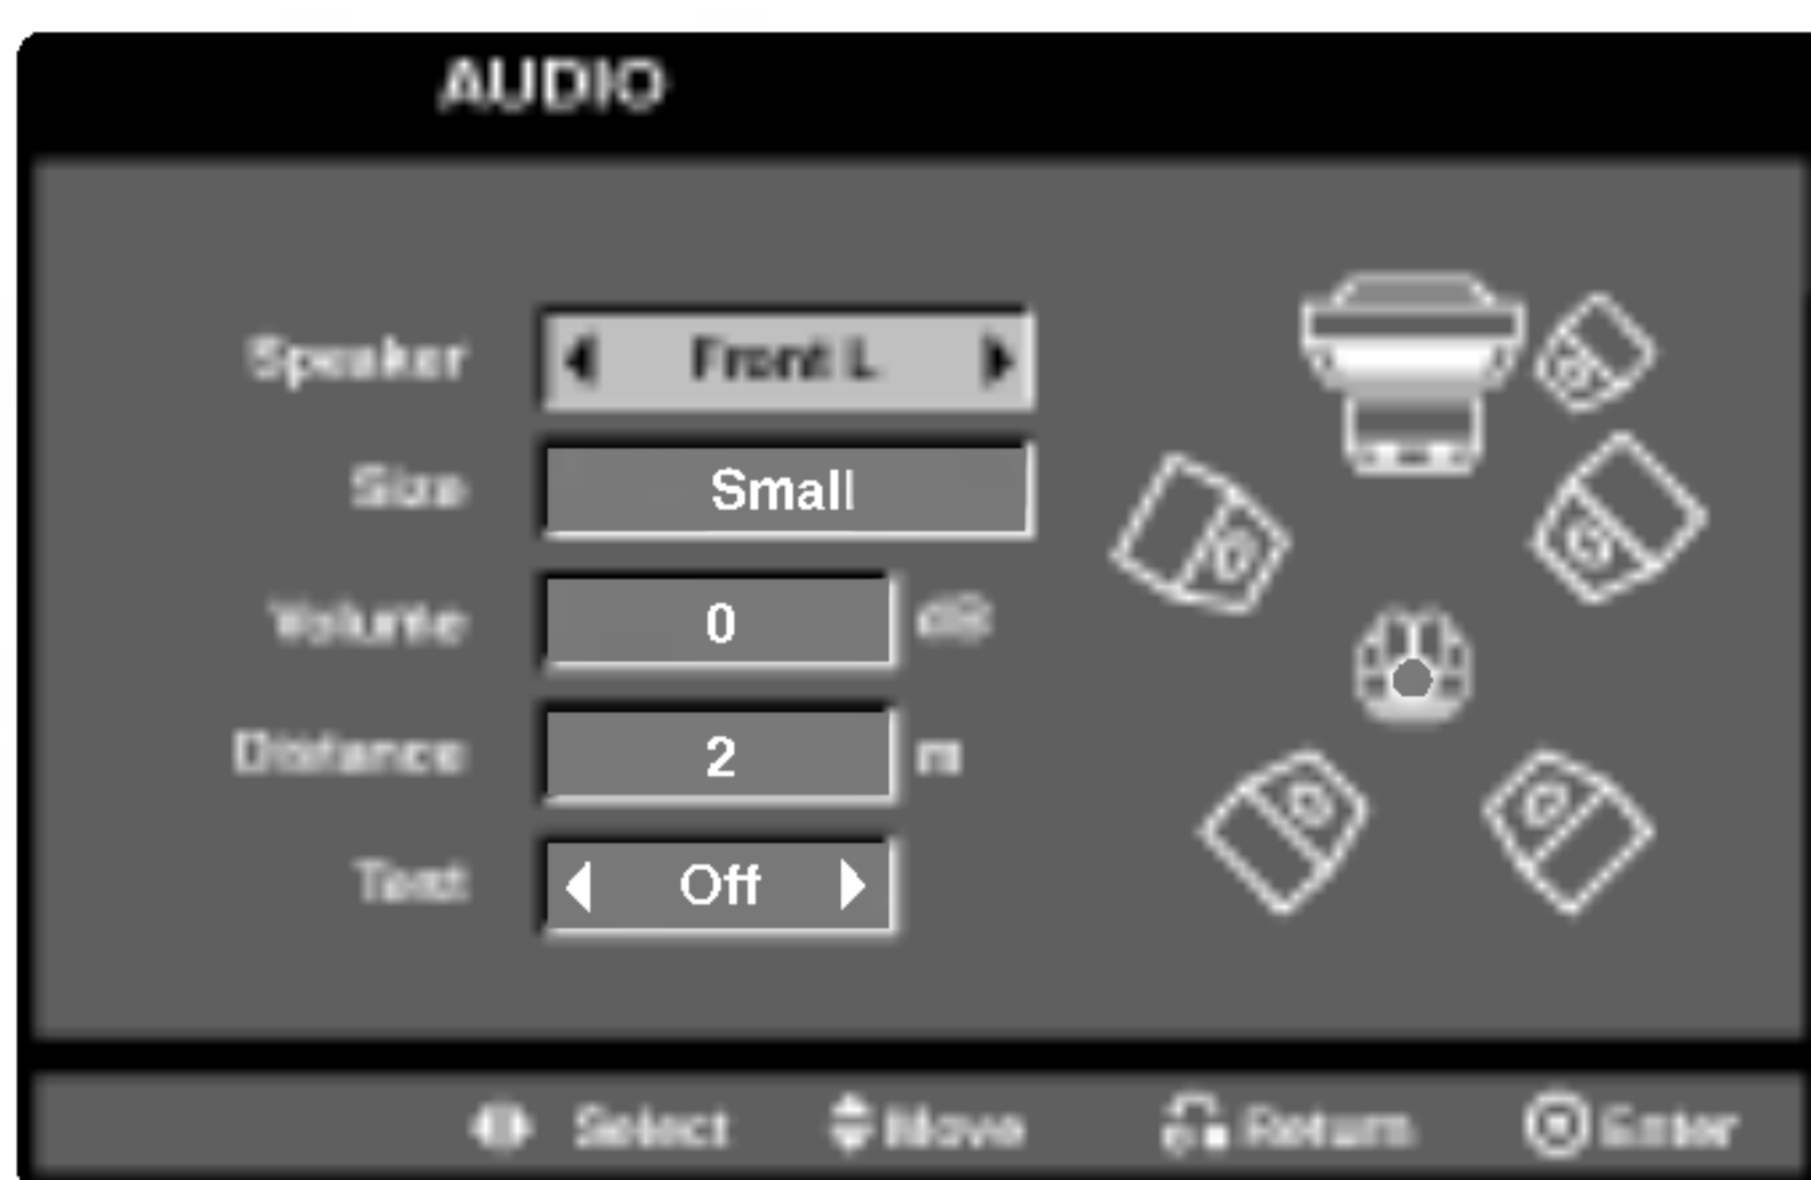 AUDIO
Speaker Front L
Size Small
Volume 0 dB
Distance 2 m
Test Off
Select Move Return Enter